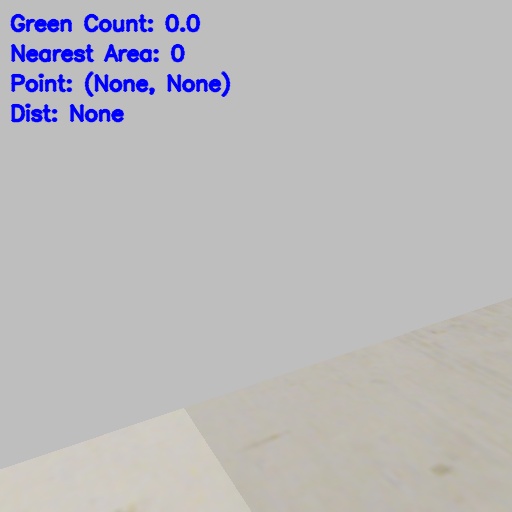 Green Count: 0.0
Nearest Area: 0
Point: (None, None)
Dist: None